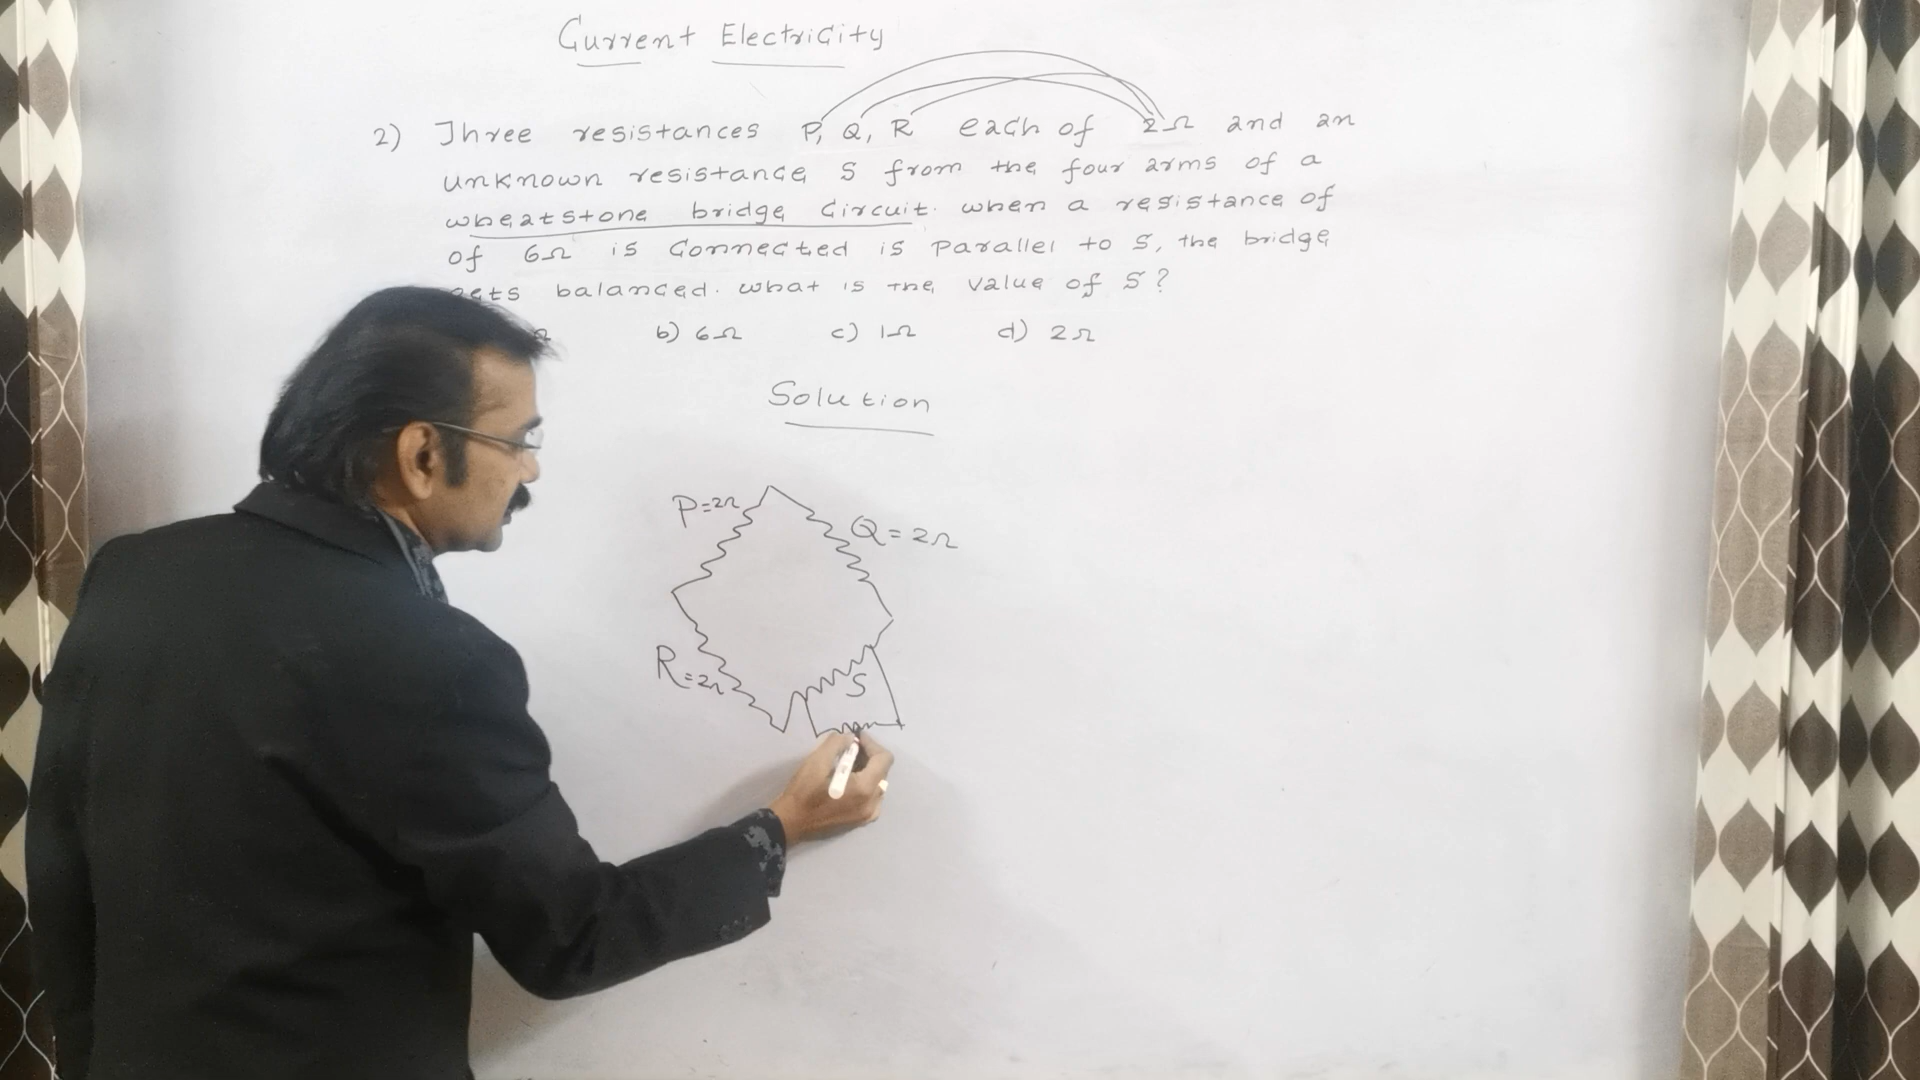 Current Electricity
2) Three resistances P, Q, R each of 2Ω and an
unknown resistance S from the four arms of a
wheatstone bridge circuit. when a resistance of
of 6Ω is connected is parallel to S, the bridge
balanced. what is the value of S?
Ω b) 6Ω c) 1Ω d) 2Ω
Solution
P=2Ω
Q=2Ω
R=2Ω
S